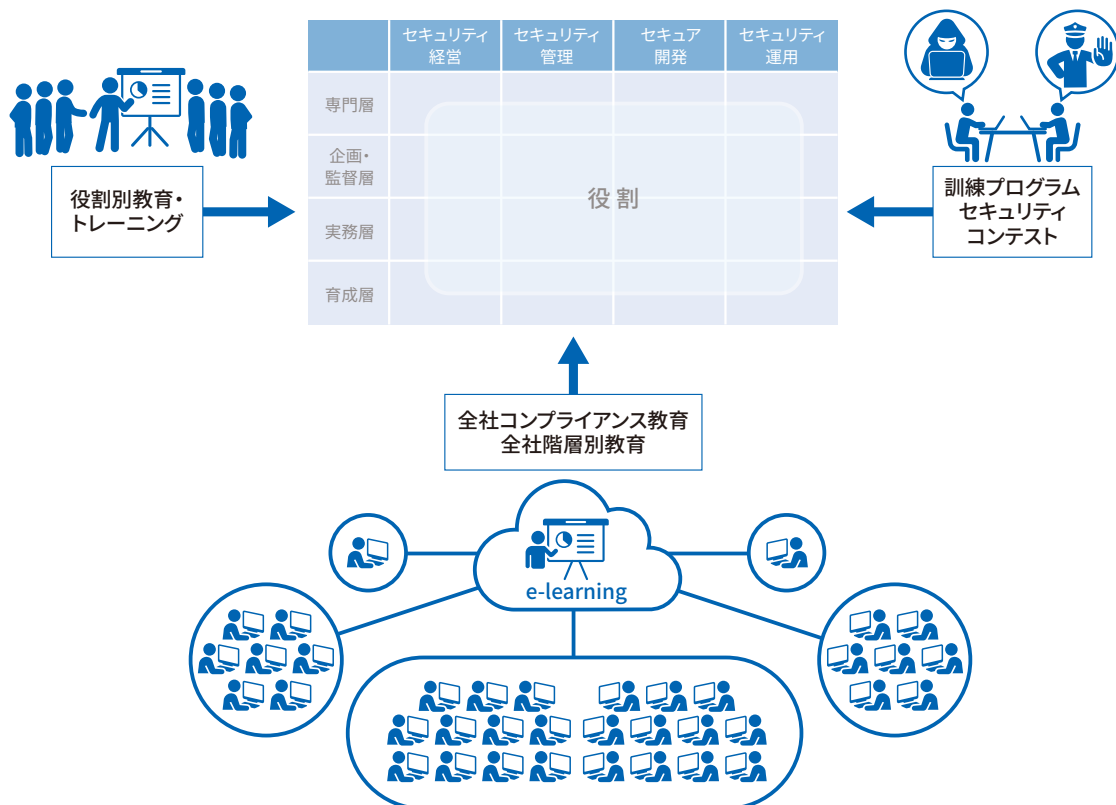 セキュリティ
経営
セキュリティ
管理
セキュア
開発
セキュリティ
運用
専門層
企画・
監督層
実務層
育成層
役割
役割別教育・
トレーニング
訓練プログラム
セキュリティ
コンテスト
全社コンプライアンス教育
全社階層別教育
e-learning